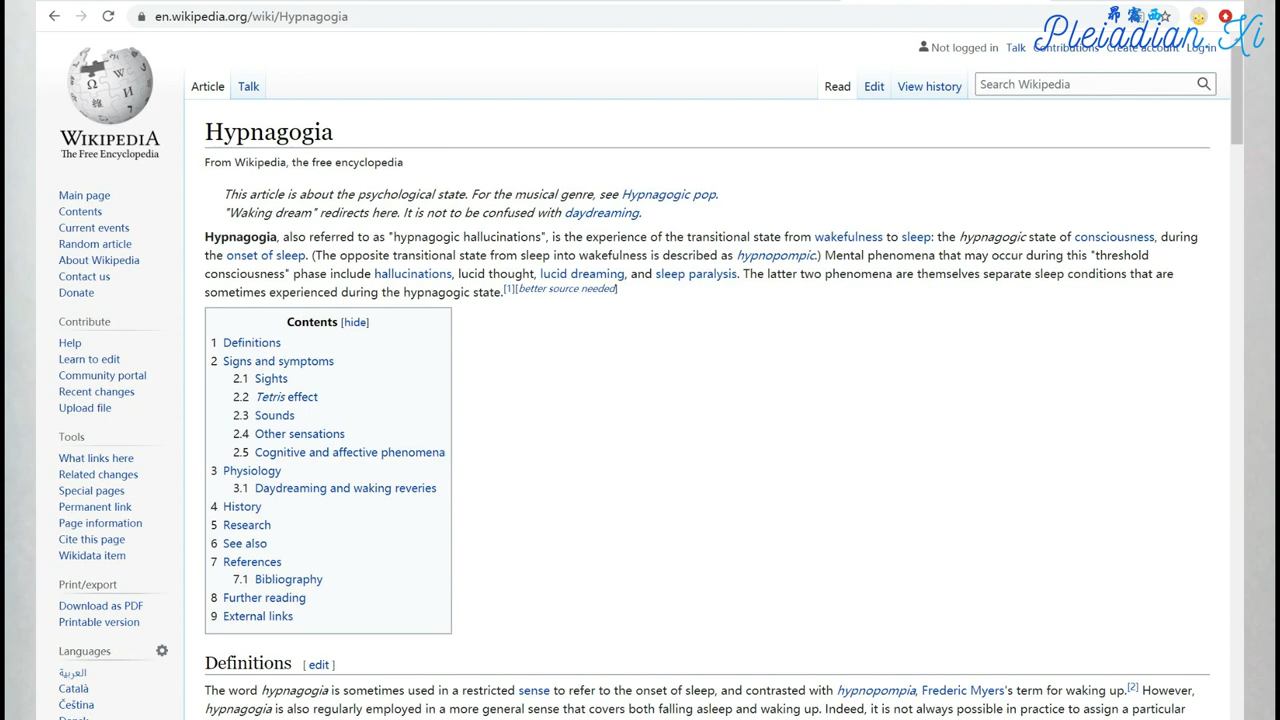 en.wikipedia.org/wiki/Hypnagogia
昴宿西
Pleiadian Xi
Not logged in Talk Contributions Create account Log in
Article Talk Read Edit View history Search Wikipedia
WIKIPEDIA
The Free Encyclopedia
Main page
Contents
Current events
Random article
About Wikipedia
Contact us
Donate
Contribute
Help
Learn to edit
Community portal
Recent changes
Upload file
Tools
What links here
Related changes
Special pages
Permanent link
Page information
Cite this page
Wikidata item
Print/export
Download as PDF
Printable version
Languages
العربية
Català
Čeština
Hypnagogia
From Wikipedia, the free encyclopedia
This article is about the psychological state. For the musical genre, see Hypnagogic pop.
"Waking dream" redirects here. It is not to be confused with daydreaming.
Hypnagogia, also referred to as "hypnagogic hallucinations", is the experience of the transitional state from wakefulness to sleep: the hypnagogic state of consciousness, during
the onset of sleep. (The opposite transitional state from sleep into wakefulness is described as hypnopompic.) Mental phenomena that may occur during this "threshold
consciousness" phase include hallucinations, lucid thought, lucid dreaming, and sleep paralysis. The latter two phenomena are themselves separate sleep conditions that are
sometimes experienced during the hypnagogic state.[1][better source needed]
Contents [hide]
1 Definitions
2 Signs and symptoms
2.1 Sights
2.2 Tetris effect
2.3 Sounds
2.4 Other sensations
2.5 Cognitive and affective phenomena
3 Physiology
3.1 Daydreaming and waking reveries
4 History
5 Research
6 See also
7 References
7.1 Bibliography
8 Further reading
9 External links
Definitions [ edit ]
The word hypnagogia is sometimes used in a restricted sense to refer to the onset of sleep, and contrasted with hypnopompia, Frederic Myers's term for waking up.[2] However,
hypnagogia is also regularly employed in a more general sense that covers both falling asleep and waking up. Indeed, it is not always possible in practice to assign a particular